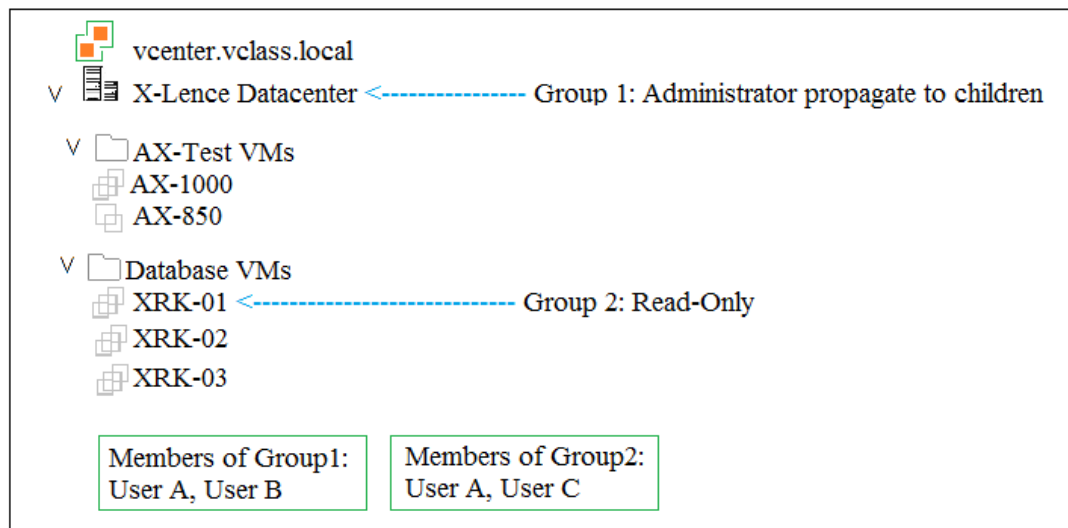 vcenter.vclass.local
X-Lence Datacenter <---------------- Group 1: Administrator propagate to children
AX-Test VMs
AX-1000
AX-850
Database VMs
XRK-01 <---------------------------- Group 2: Read-Only
XRK-02
XRK-03
Members of Group1:
User A, User B
Members of Group2:
User A, User C